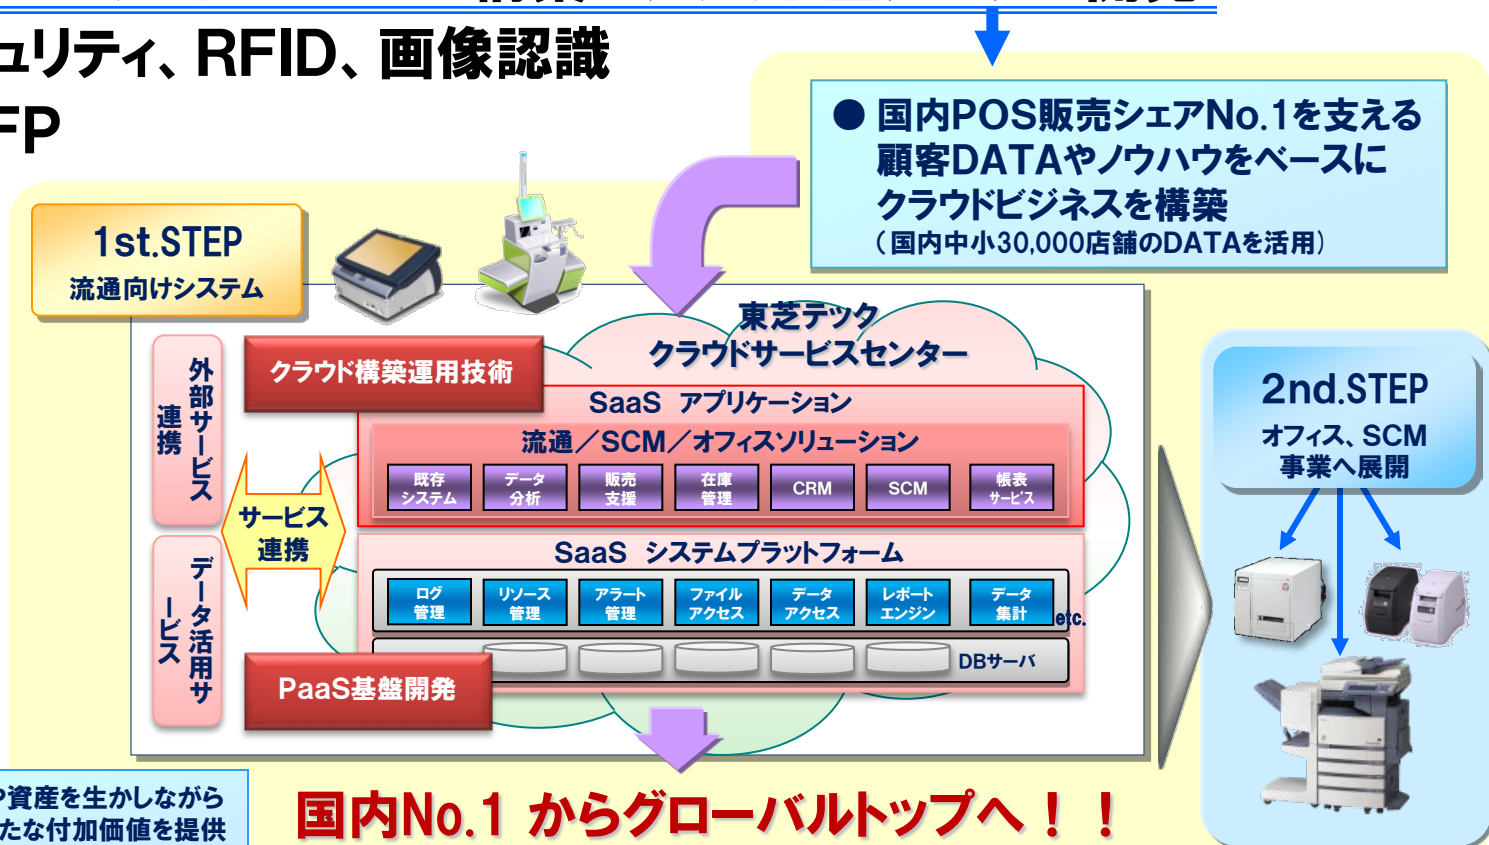 ュリティ、RFID、画像認識
FP
● 国内POS販売シェアNo.1を支える
顧客DATAやノウハウをベースに
クラウドビジネスを構築
（国内中小30,000店舗のDATAを活用）
1st.STEP
流通向けシステム
東芝テック
クラウドサービスセンター
クラウド構築運用技術
外部サービス
連携
SaaS アプリケーション
流通／SCM／オフィスソリューション
既存
システム
データ
分析
販売
支援
在庫
管理
CRM
SCM
帳表
サービス
サービス
連携
SaaS システムプラットフォーム
ログ
管理
リソース
管理
アラート
管理
ファイル
アクセス
データ
アクセス
レポート
エンジン
データ
集計
etc.
DBサーバ
データ活用サ
ービス
PaaS基盤開発
2nd.STEP
オフィス、SCM
事業へ展開
資産を生かしながら
たな付加価値を提供
国内No.1 からグローバルトップへ！！